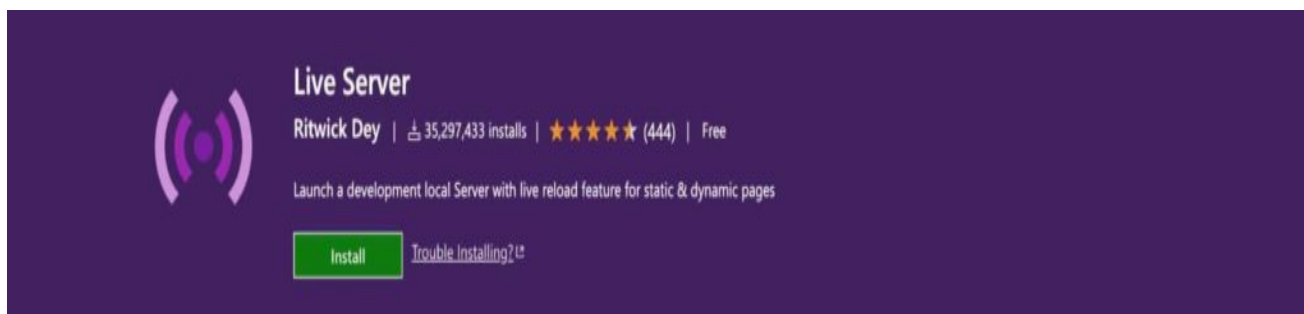 Live Server
Ritwick Dey | 35,297,433 installs | (444) | Free
Launch a development local Server with live reload feature for static & dynamic pages
Install Trouble Installing?